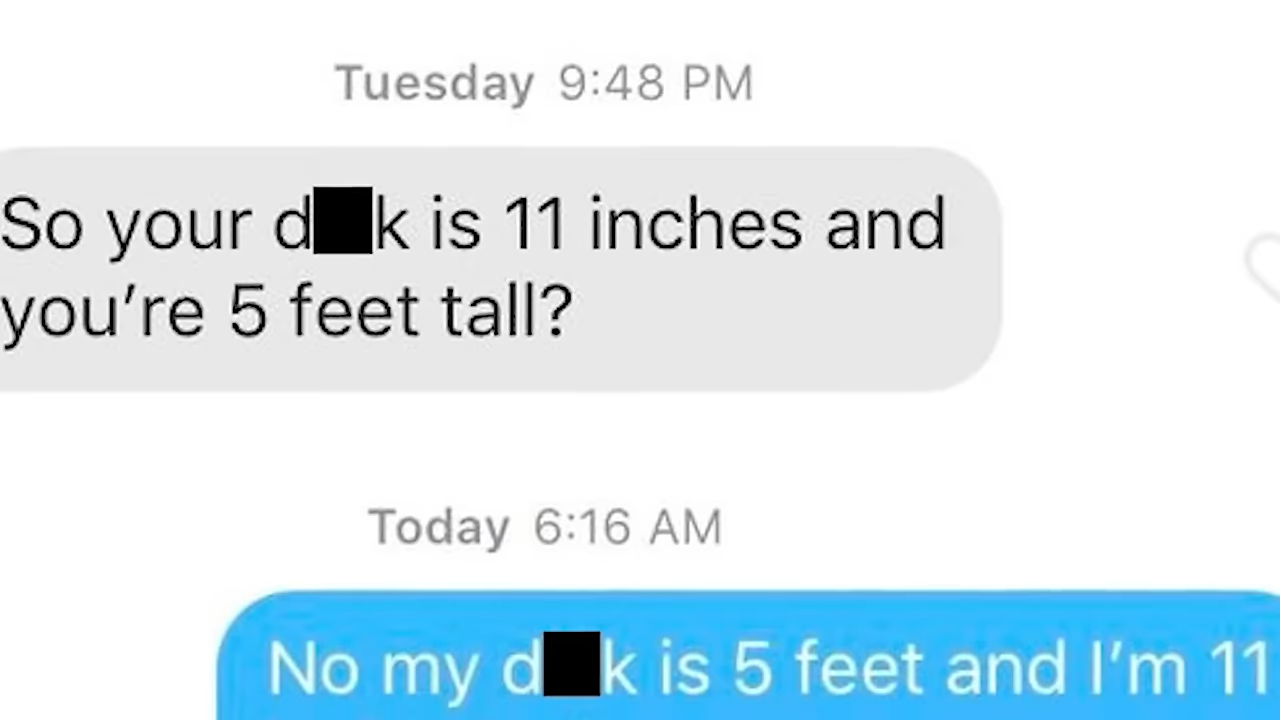 Tuesday 9:48 PM
So your d■k is 11 inches and
you’re 5 feet tall?
Today 6:16 AM
No my d■k is 5 feet and I’m 11